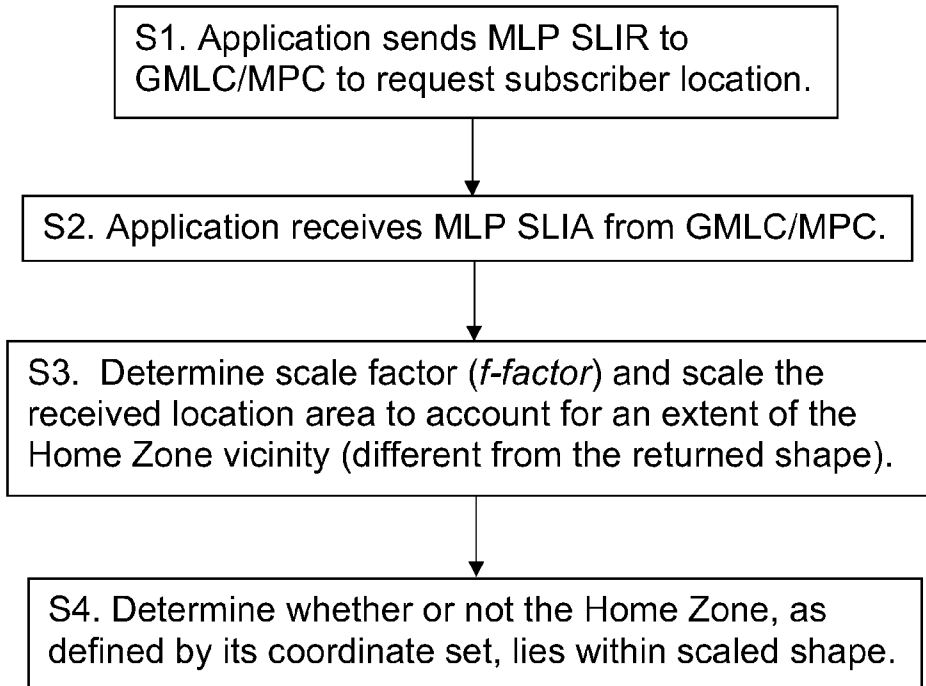 S1. Application sends MLP SLIR to
GMLC/MPC to request subscriber location.
S2. Application receives MLP SLIA from GMLC/MPC.
S3.  Determine scale factor (f-factor) and scale the
received location area to account for an extent of the
Home Zone vicinity (different from the returned shape).
S4. Determine whether or not the Home Zone, as
defined by its coordinate set, lies within scaled shape.